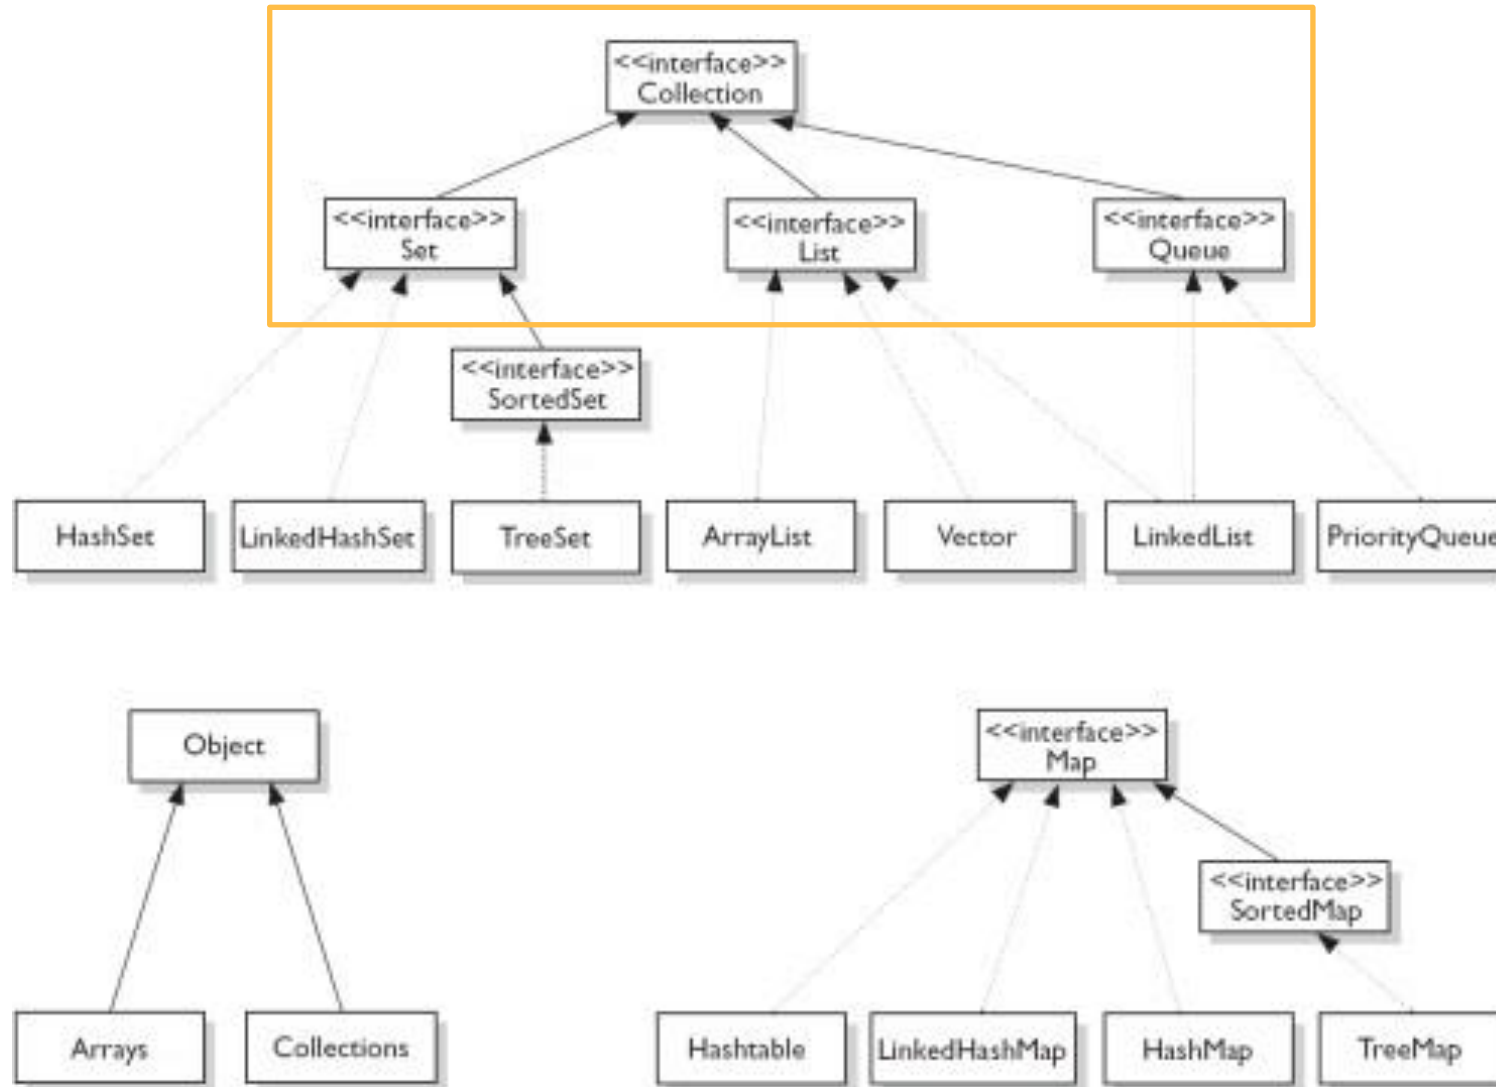 <<interface>>
Collection
<<interface>>
Set
<<interface>>
List
<<interface>>
Queue
<<interface>>
SortedSet
HashSet
LinkedHashSet
TreeSet
ArrayList
Vector
LinkedList
PriorityQueue
Object
<<interface>>
Map
<<interface>>
SortedMap
Arrays
Collections
Hashtable
LinkedHashMap
HashMap
TreeMap